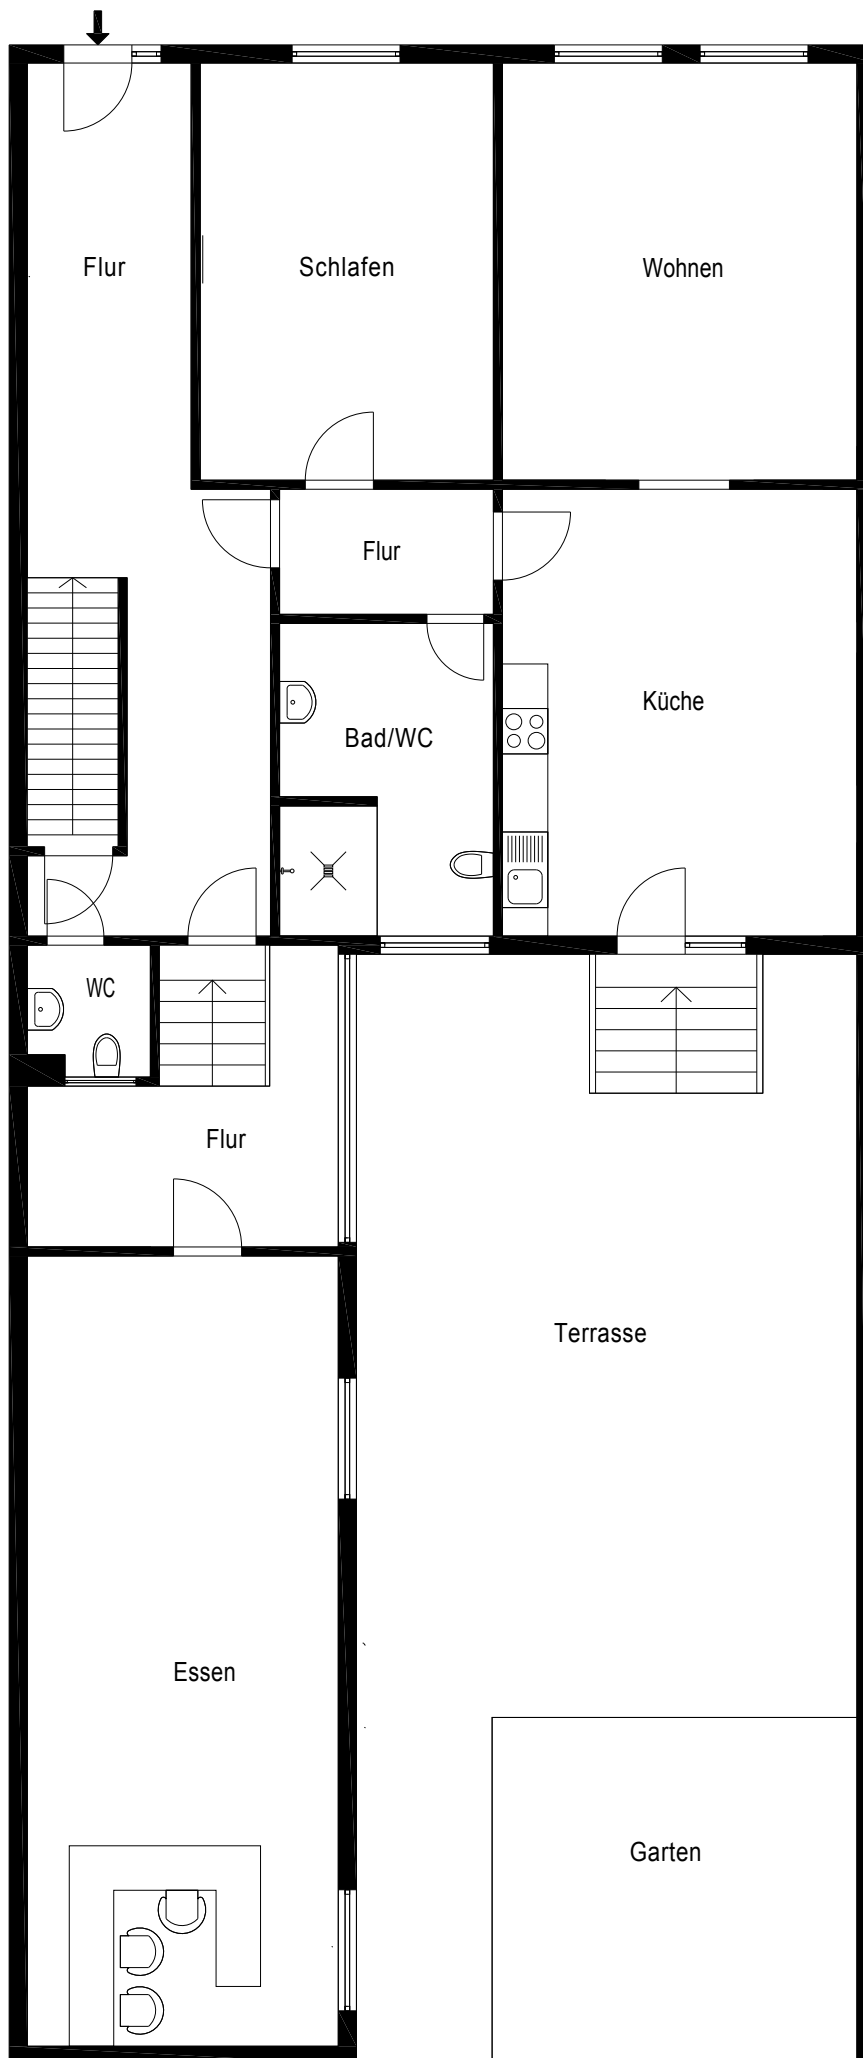 Flur
Schlafen
Wohnen
Flur
Küche
Bad/WC
WC
Flur
Terrasse
Essen
Garten